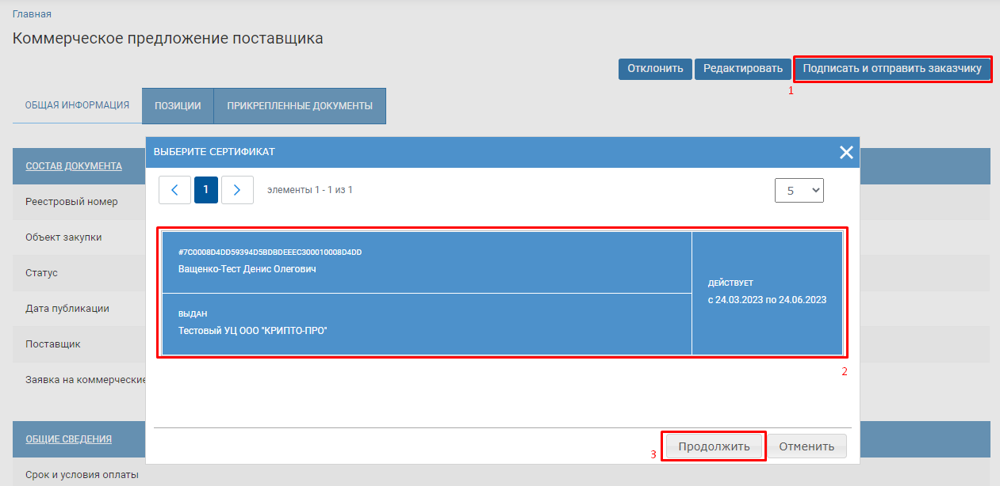 Главная
Коммерческое предложение поставщика
Отклонить Редактировать Подписать и отправить заказчику
1
ОБЩАЯ ИНФОРМАЦИЯ ПОЗИЦИИ ПРИКРЕПЛЕННЫЕ ДОКУМЕНТЫ
ВЫБЕРИТЕ СЕРТИФИКАТ
СОСТАВ ДОКУМЕНТА
1 элементы 1 - 1 из 1 5
Реестровый номер
Объект закупки
#7C0008D4DD59394D5BDBDEEEC300010008D4DD
Ващенко-Тест Денис Олегович
Статус
ДЕЙСТВУЕТ
с 24.03.2023 по 24.06.2023
Дата публикации
ВЫДАН
Тестовый УЦ ООО "КРИПТО-ПРО"
Поставщик
2
Заявка на коммерческие
ОБЩИЕ СВЕДЕНИЯ
3 Продолжить Отменить
Срок и условия оплаты